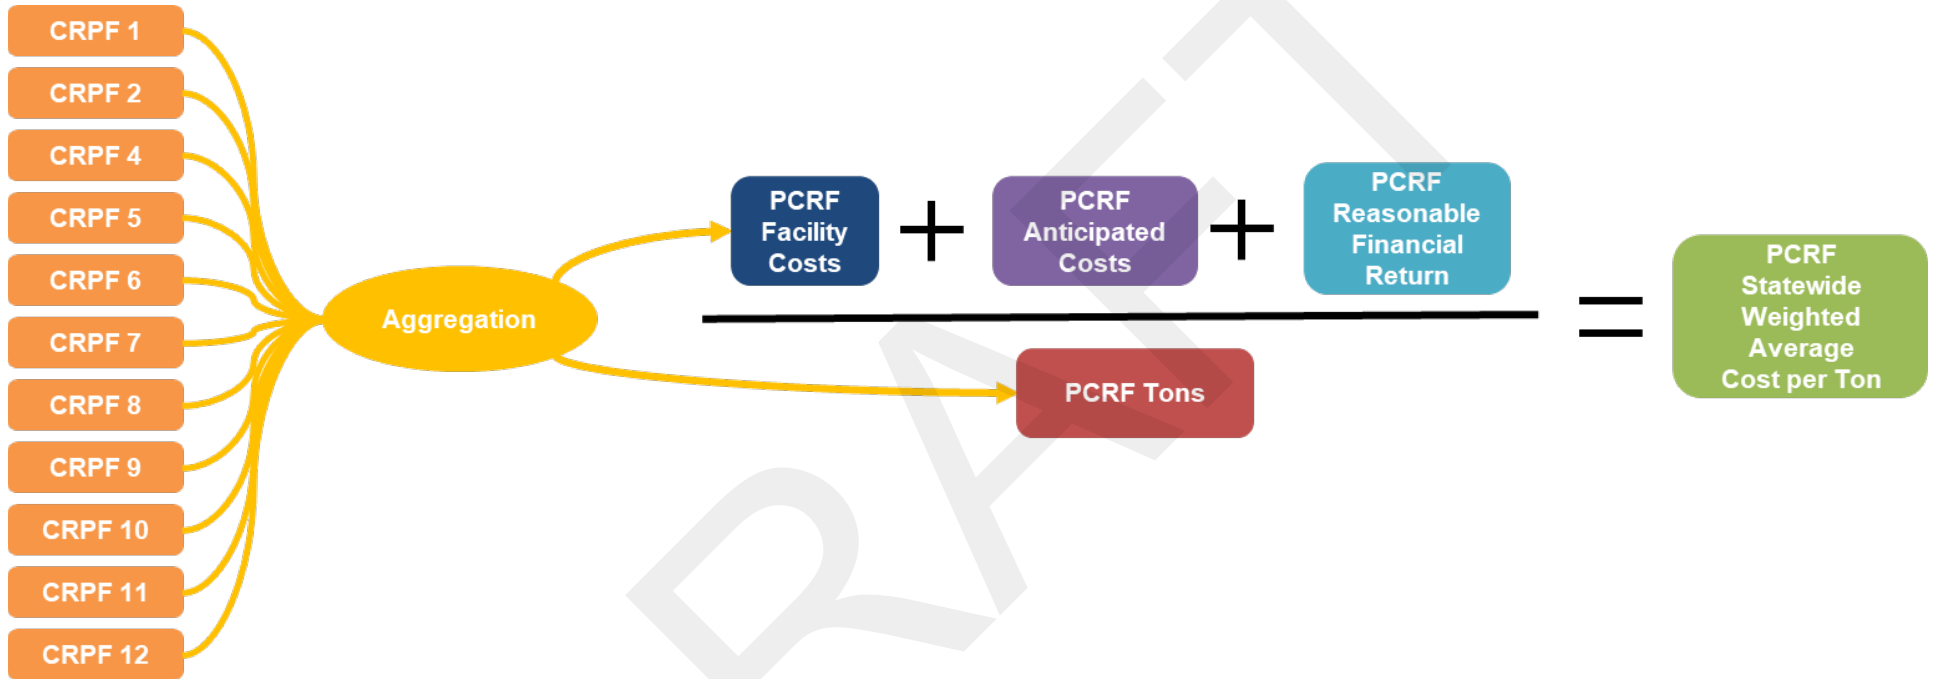 CRPF 1
CRPF 2
CRPF 4
CRPF 5
CRPF 6
CRPF 7
CRPF 8
CRPF 9
CRPF 10
CRPF 11
CRPF 12
Aggregation
PCRF
Facility
Costs
+
PCRF
Anticipated
Costs
+
PCRF
Reasonable
Financial
Return
PCRF Tons
=
PCRF
Statewide
Weighted
Average
Cost per Ton
RAFT